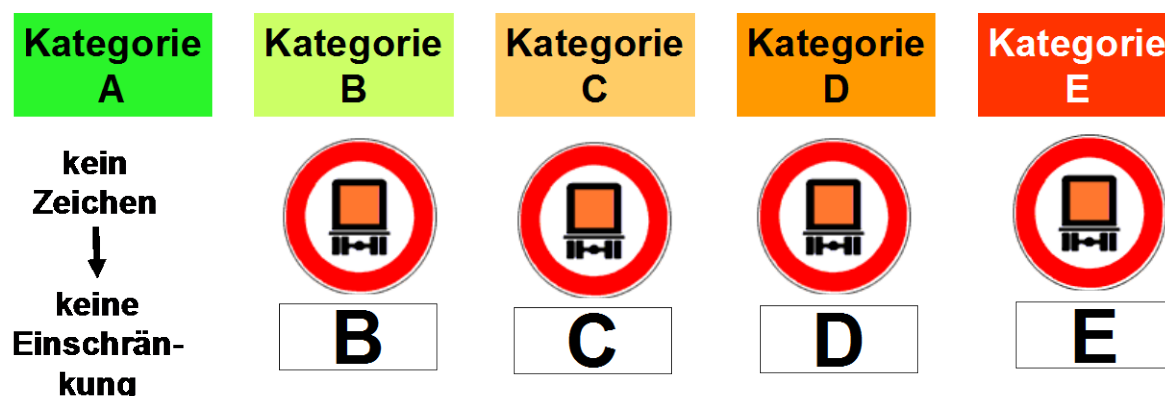 Kategorie
A
Kategorie
B
Kategorie
C
Kategorie
D
Kategorie
E
kein
Zeichen
keine
Einschrän-
kung
B
C
D
E